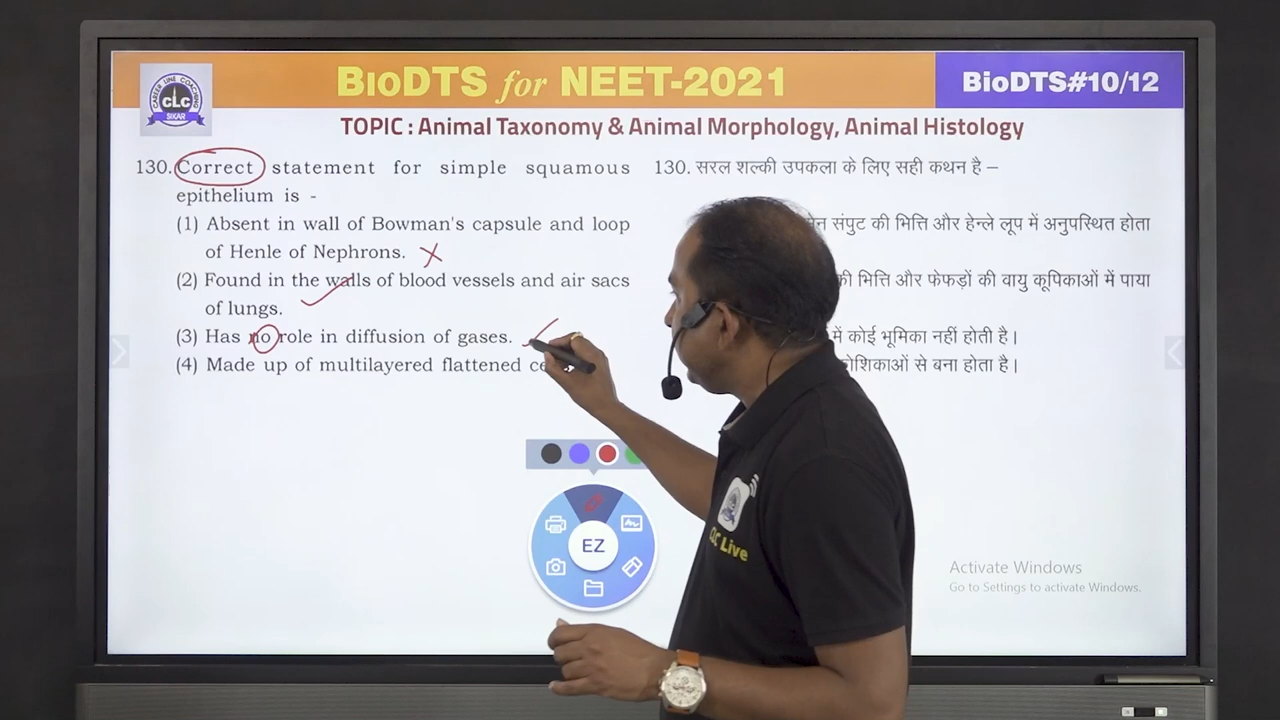 BIODTS for NEET-2021
BioDTS#10/12
CAREER LINE COACHING
CLC
SIKAR
TOPIC : Animal Taxonomy & Animal Morphology, Animal Histology
130. Correct statement for simple squamous
epithelium is -
(1) Absent in wall of Bowman's capsule and loop
of Henle of Nephrons.
(2) Found in the walls of blood vessels and air sacs
of lungs.
(3) Has no role in diffusion of gases.
(4) Made up of multilayered flattened
130. सरल शल्की उपकला के लिए सही कथन है –
संपुट की भित्ति और हेन्ले लूप में अनुपस्थित होता
की भित्ति और फेफड़ों की वायु कूपिकाओं में पाया
में कोई भूमिका नहीं होती है।
कोशिकाओं से बना होता है।
EZ
CLC Live
Activate Windows
Go to Settings to activate Windows.